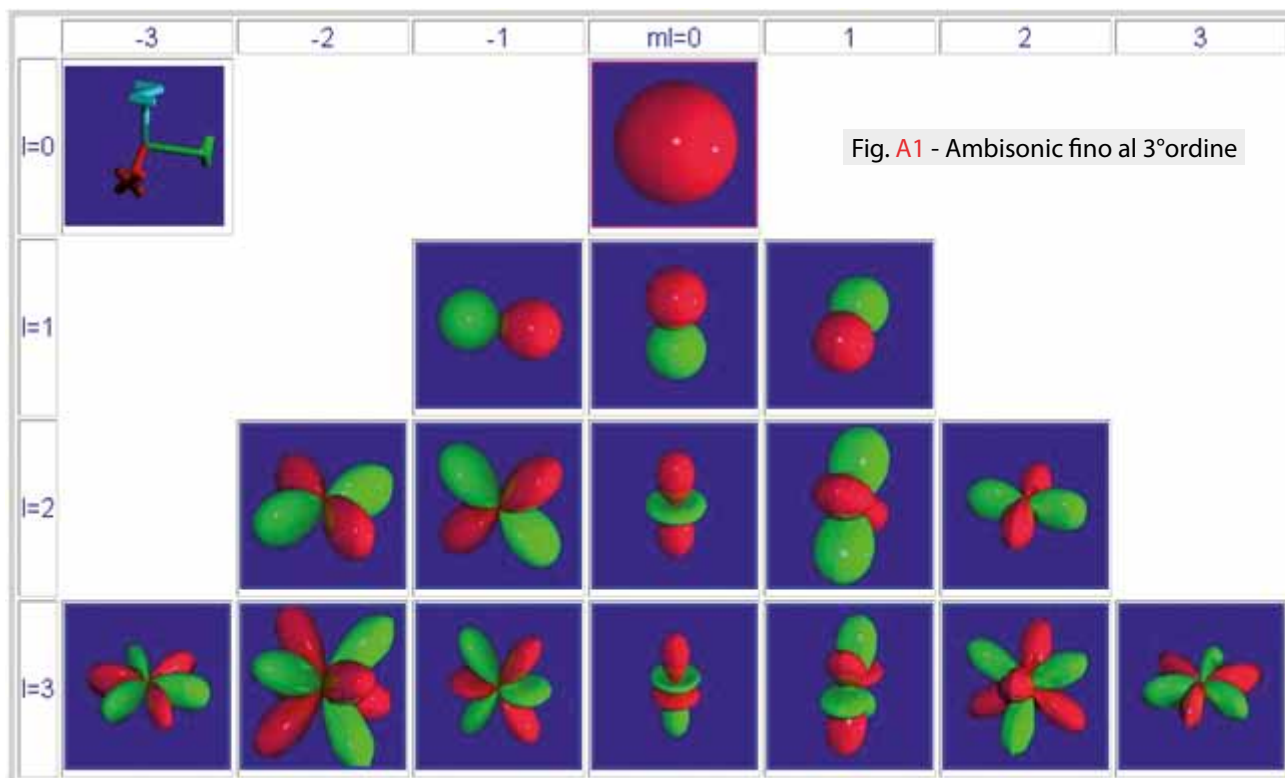 -3 -2 -1 ml=0 1 2 3
l=0
Fig. A1 - Ambisonic fino al 3°ordine
l=1
l=2
l=3